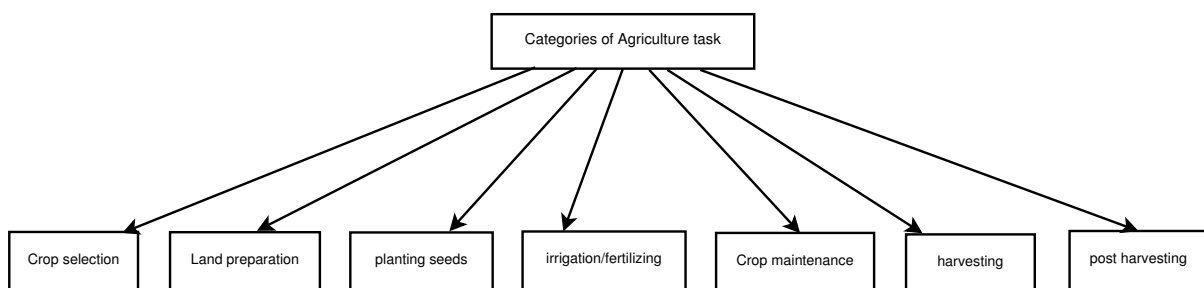 Categories of Agriculture task
Crop selection
Land preparation
planting seeds
irrigation/fertilizing
Crop maintenance
harvesting
post harvesting